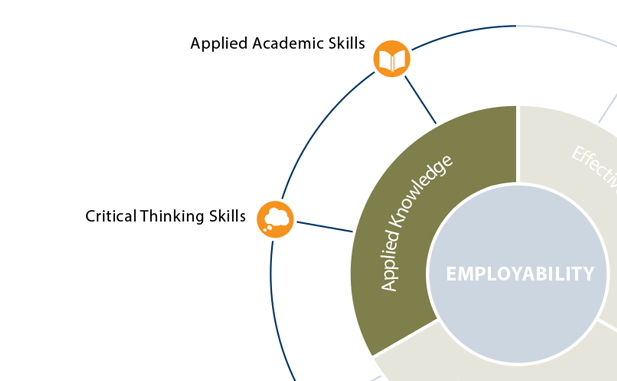 Applied Academic Skills
Critical Thinking Skills
Applied Knowledge
EMPLOYABILITY